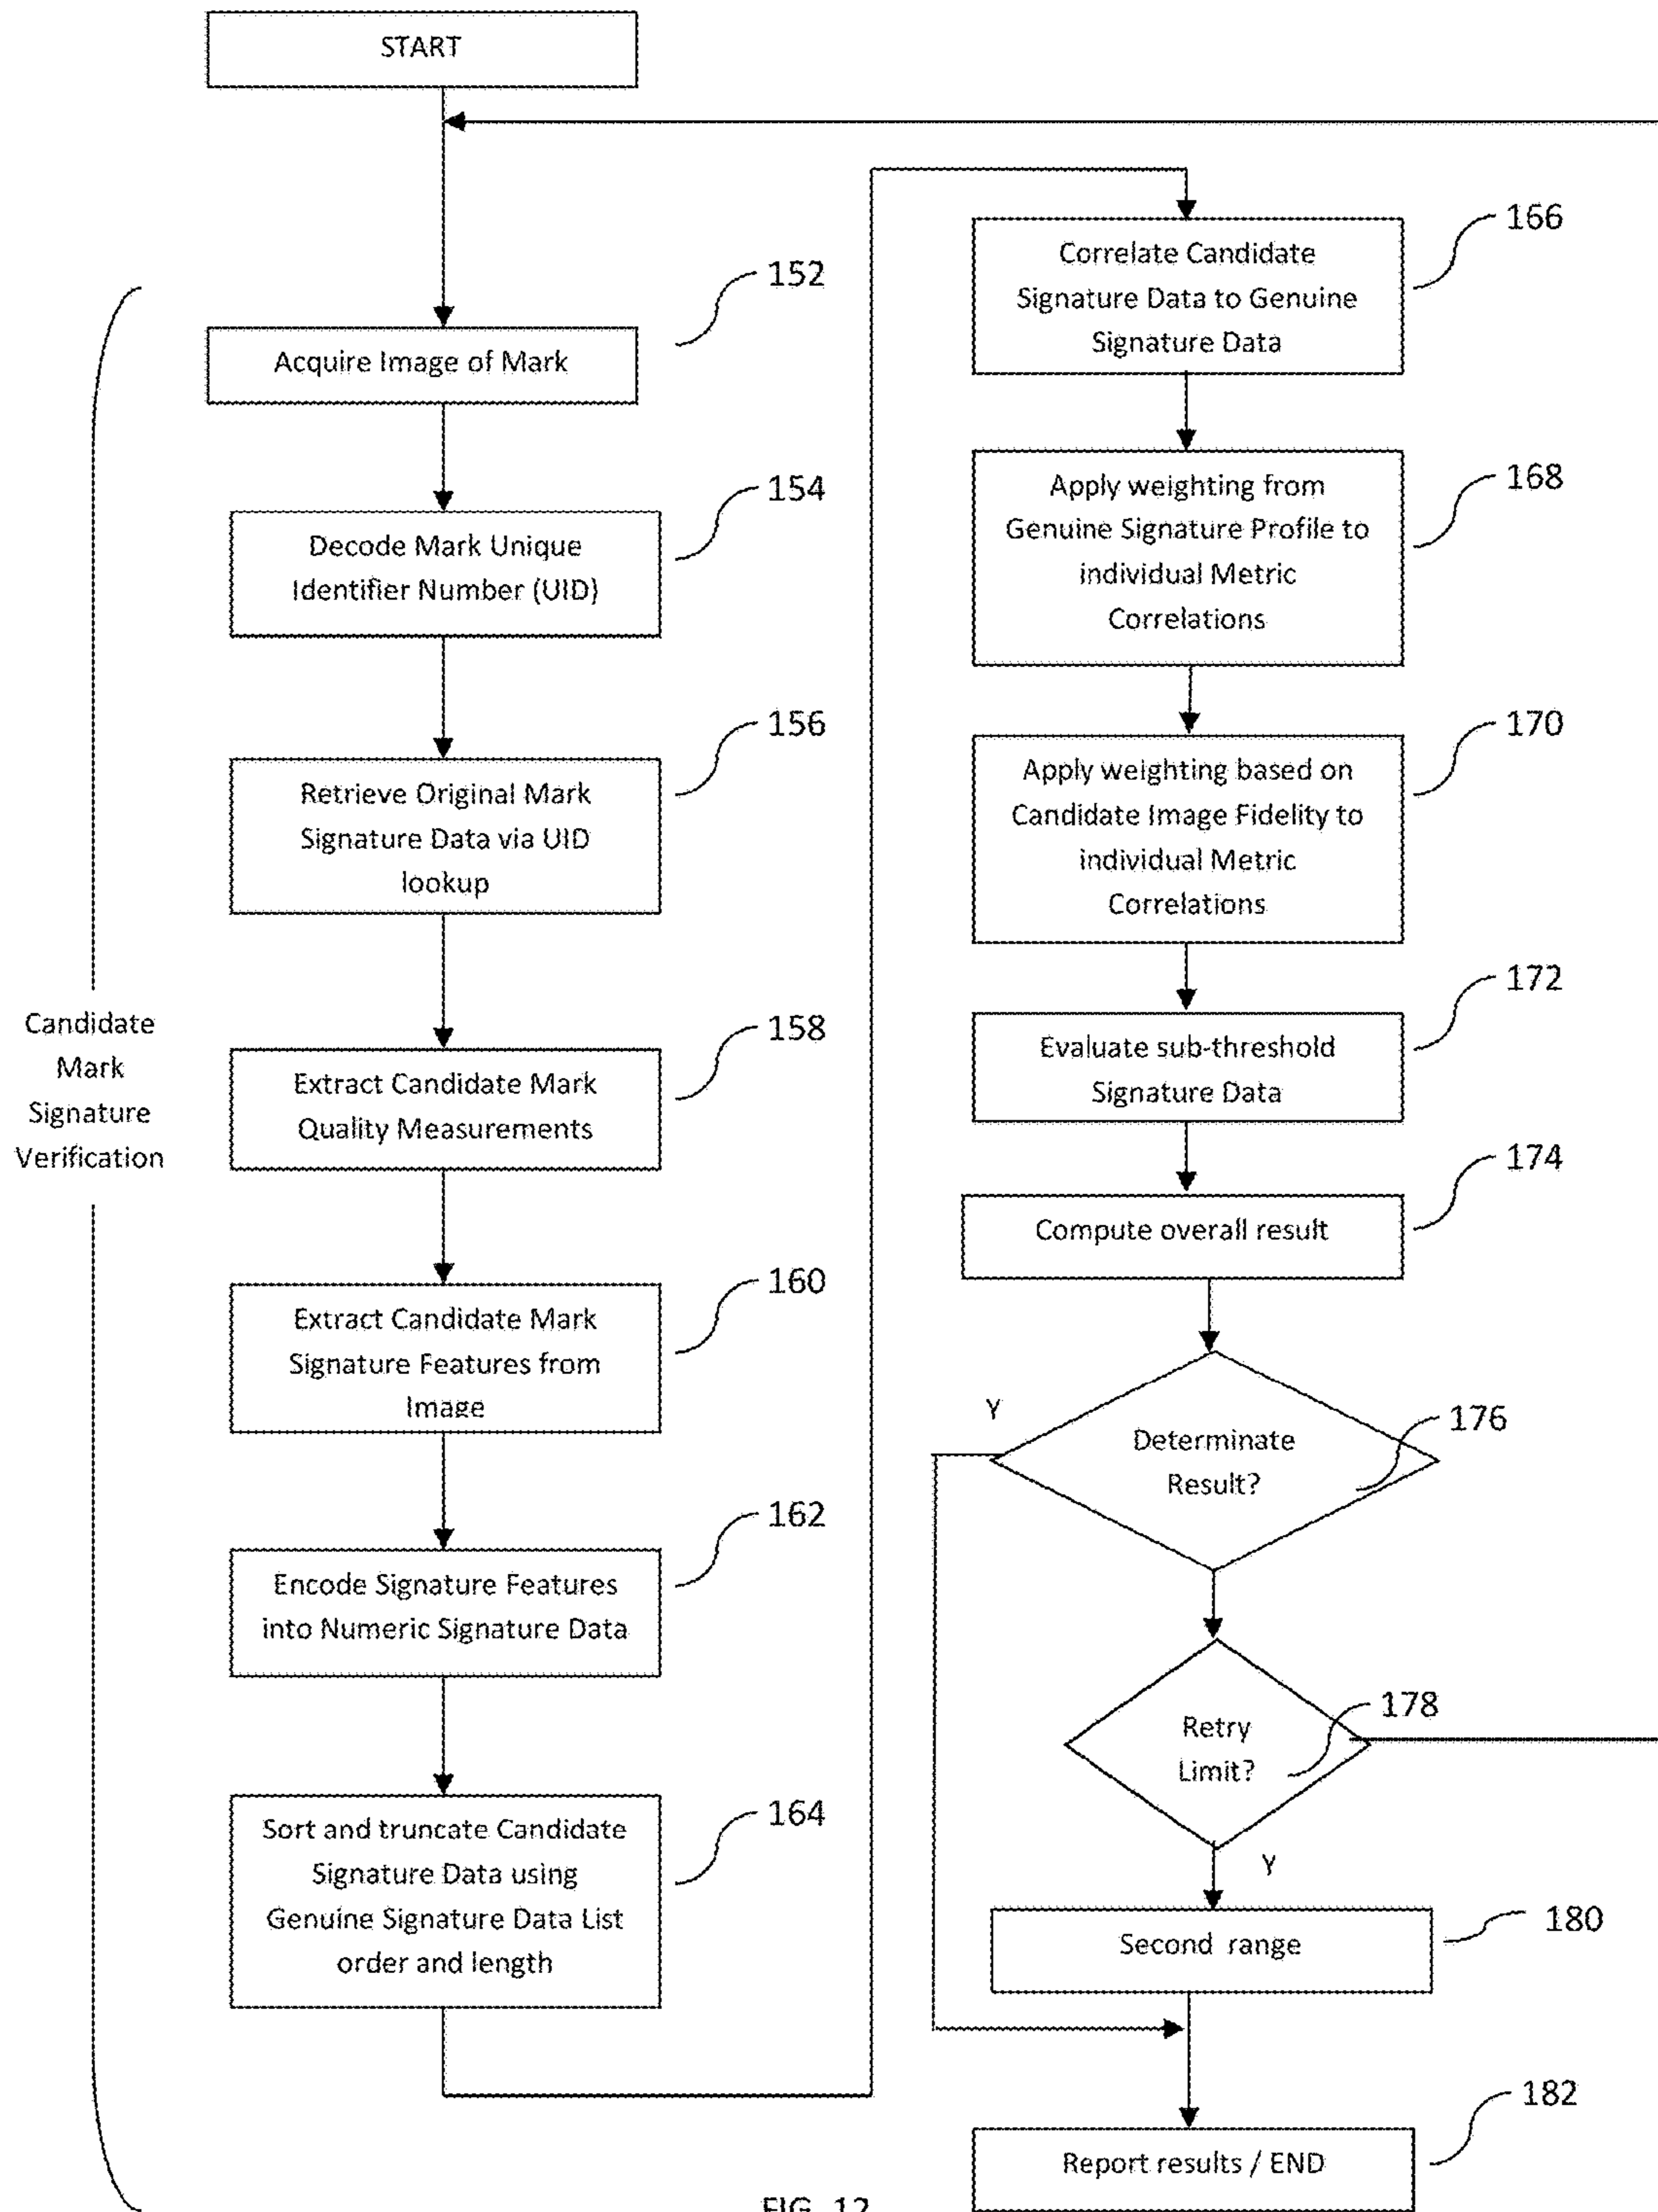 START
152
Acquire Image of Mark
154
Decode Mark Unique
Identifier Number (UID)
156
Retrieve Original Mark
Signature Data via UID
lookup
158
Extract Candidate Mark
Quality Measurements
160
Extract Candidate Mark
Signature Features from
Image
162
Encode Signature Features
into Numeric Signature Data
164
Sort and truncate Candidate
Signature Data using
Genuine Signature Data List
order and length
Candidate
Mark
Signature
Verification
166
Correlate Candidate
Signature Data to Genuine
Signature Data
168
Apply weighting from
Genuine Signature Profile to
individual Metric
Correlations
170
Apply weighting based on
Candidate Image Fidelity to
individual Metric
Correlations
172
Evaluate sub-threshold
Signature Data
174
Compute overall result
Y
176
Determinate
Result?
178
Retry
Limit?
Y
180
Second range
182
Report results / END
FIG. 12